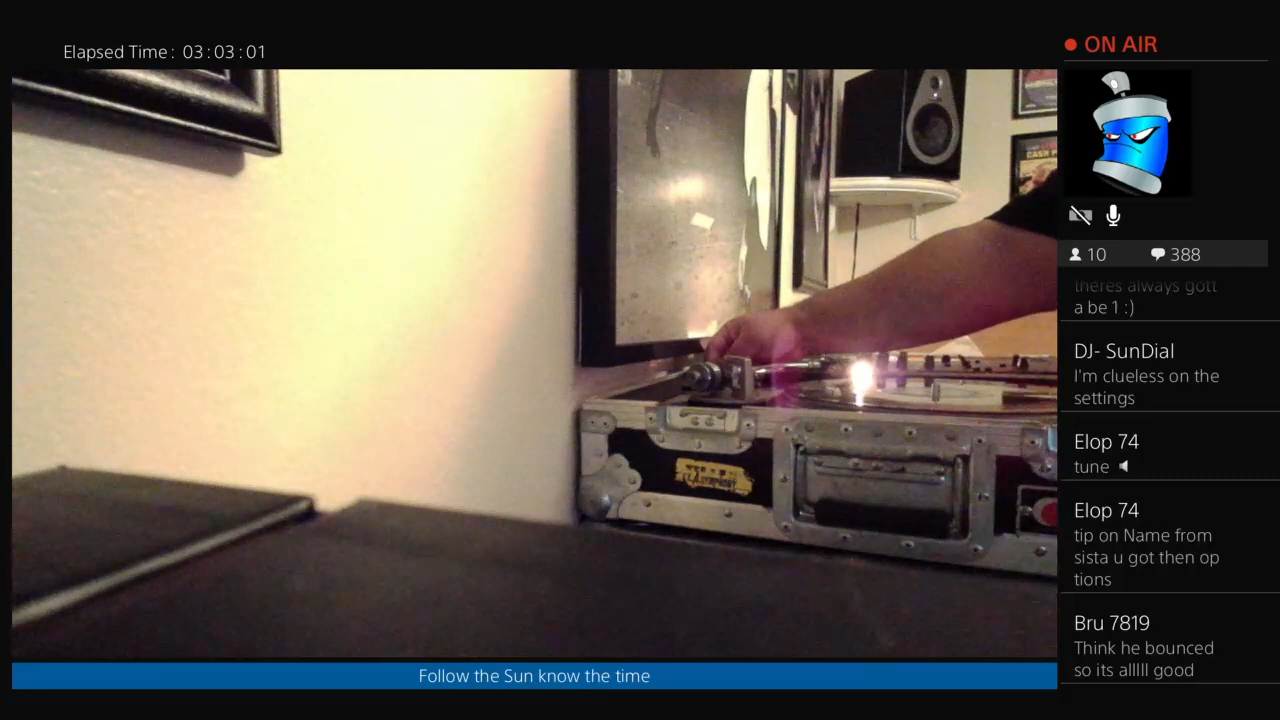 Elapsed Time: 03:03:01
ON AIR
CASH
10
388
theres always gott
a be 1 :)
DJ- SunDial
I'm clueless on the
settings
Elop 74
tune
Elop 74
tip on Name from
sista u got then op
tions
Bru 7819
Think he bounced
so its alllll good
Follow the Sun know the time